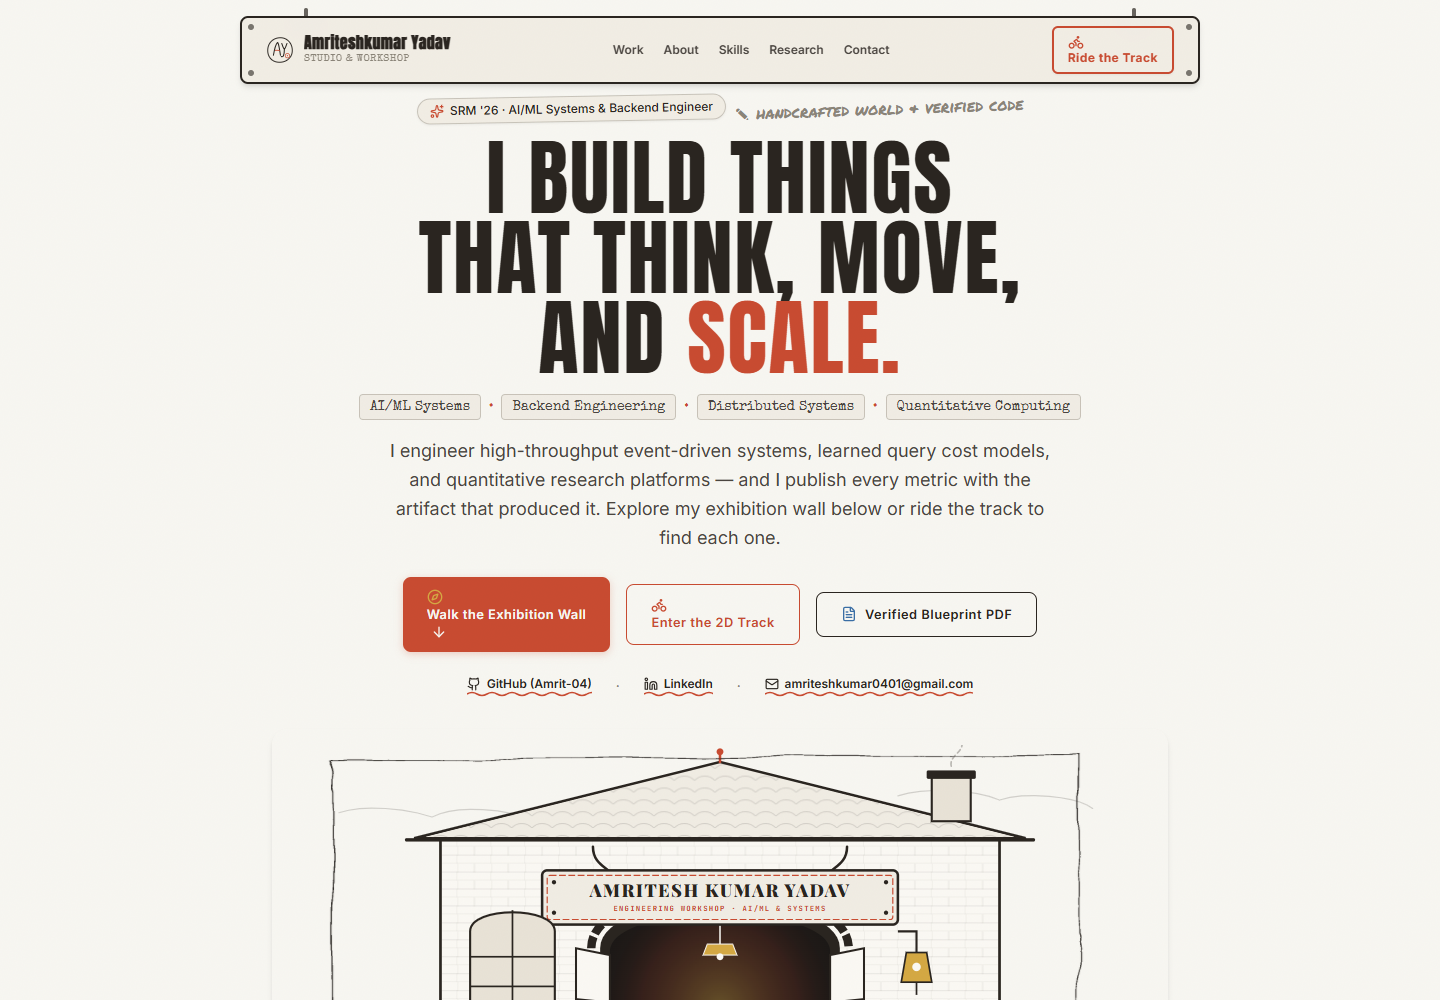 Amriteshkumar Yadav
STUDIO & WORKSHOP
Work
About
Skills
Research
Contact
Ride the Track
SRM '26 · AI/ML Systems & Backend Engineer
HANDCRAFTED WORLD & VERIFIED CODE
I BUILD THINGS
THAT THINK, MOVE,
AND SCALE.
AI/ML Systems
Backend Engineering
Distributed Systems
Quantitative Computing
I engineer high-throughput event-driven systems, learned query cost models,
and quantitative research platforms — and I publish every metric with the
artifact that produced it. Explore my exhibition wall below or ride the track to
find each one.
Walk the Exhibition Wall
Enter the 2D Track
Verified Blueprint PDF
GitHub (Amrit-04)
LinkedIn
amriteshkumar0401@gmail.com
AMRITESH KUMAR YADAV
ENGINEERING WORKSHOP · AI/ML & SYSTEMS